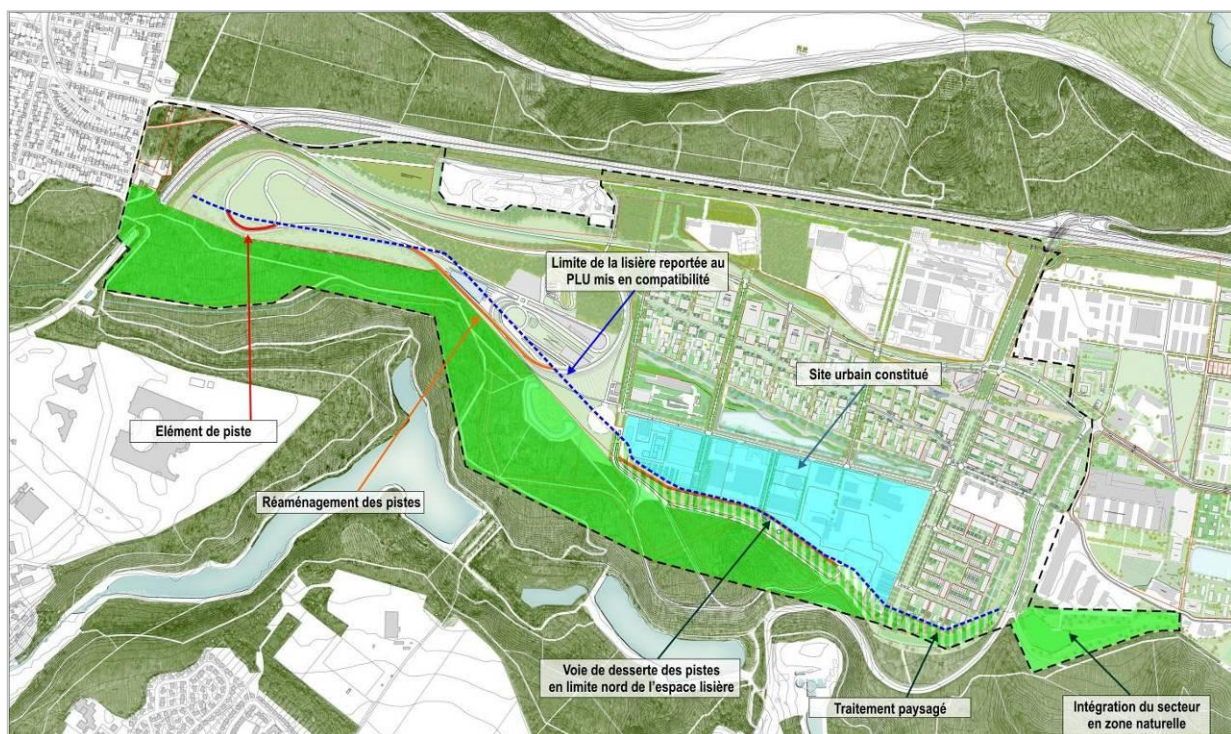 Limite de la lisière reportée au
PLU mis en compatibilité
Site urbain constitué
Elément de piste
Réaménagement des pistes
Voie de desserte des pistes
en limite nord de l'espace lisière
Traitement paysagé
Intégration du secteur
en zone naturelle